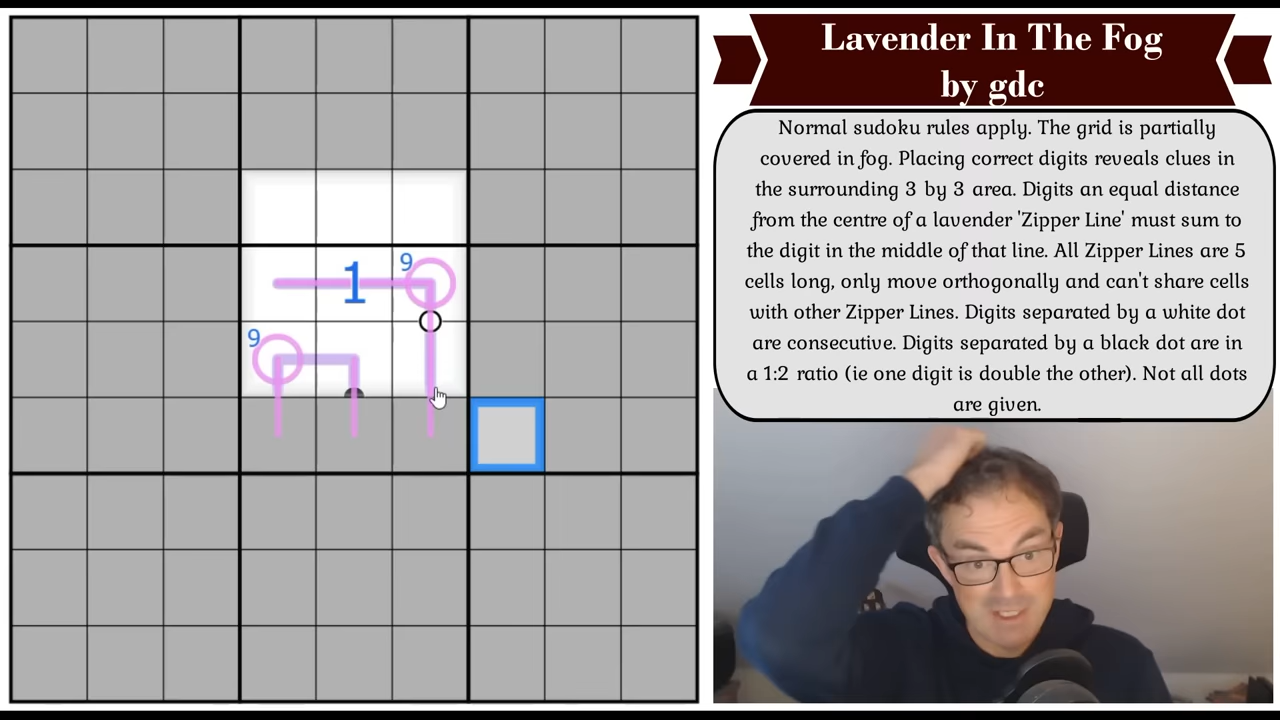 Lavender In The Fog
by gdc
Normal sudoku rules apply. The grid is partially
covered in fog. Placing correct digits reveals clues in
the surrounding 3 by 3 area. Digits an equal distance
from the centre of a lavender 'Zipper Line' must sum to
the digit in the middle of that line. All Zipper Lines are 5
cells long, only move orthogonally and can't share cells
with other Zipper Lines. Digits separated by a white dot
are consecutive. Digits separated by a black dot are in
a 1:2 ratio (ie one digit is double the other). Not all dots
are given.
1 9
9